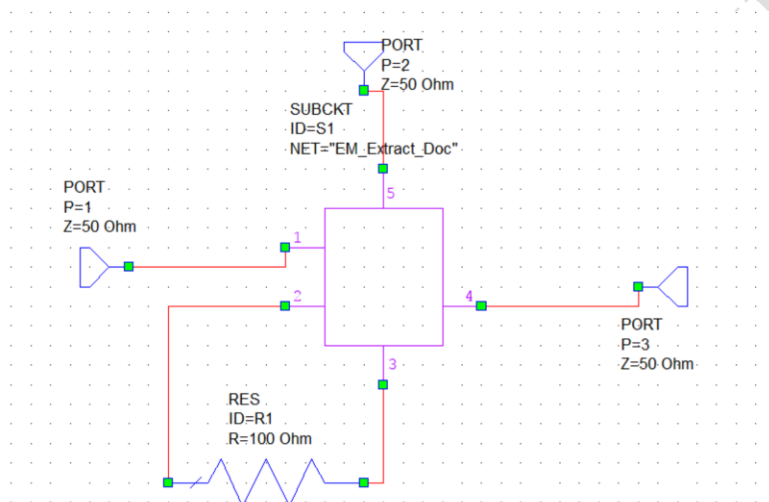 PORT
P=2
Z=50 Ohm
SUBCKT
ID=S1
NET="EM_Extract_Doc"
5
PORT
P=1
Z=50 Ohm
1
2
4
PORT
P=3
Z=50 Ohm
3
RES
ID=R1
R=100 Ohm